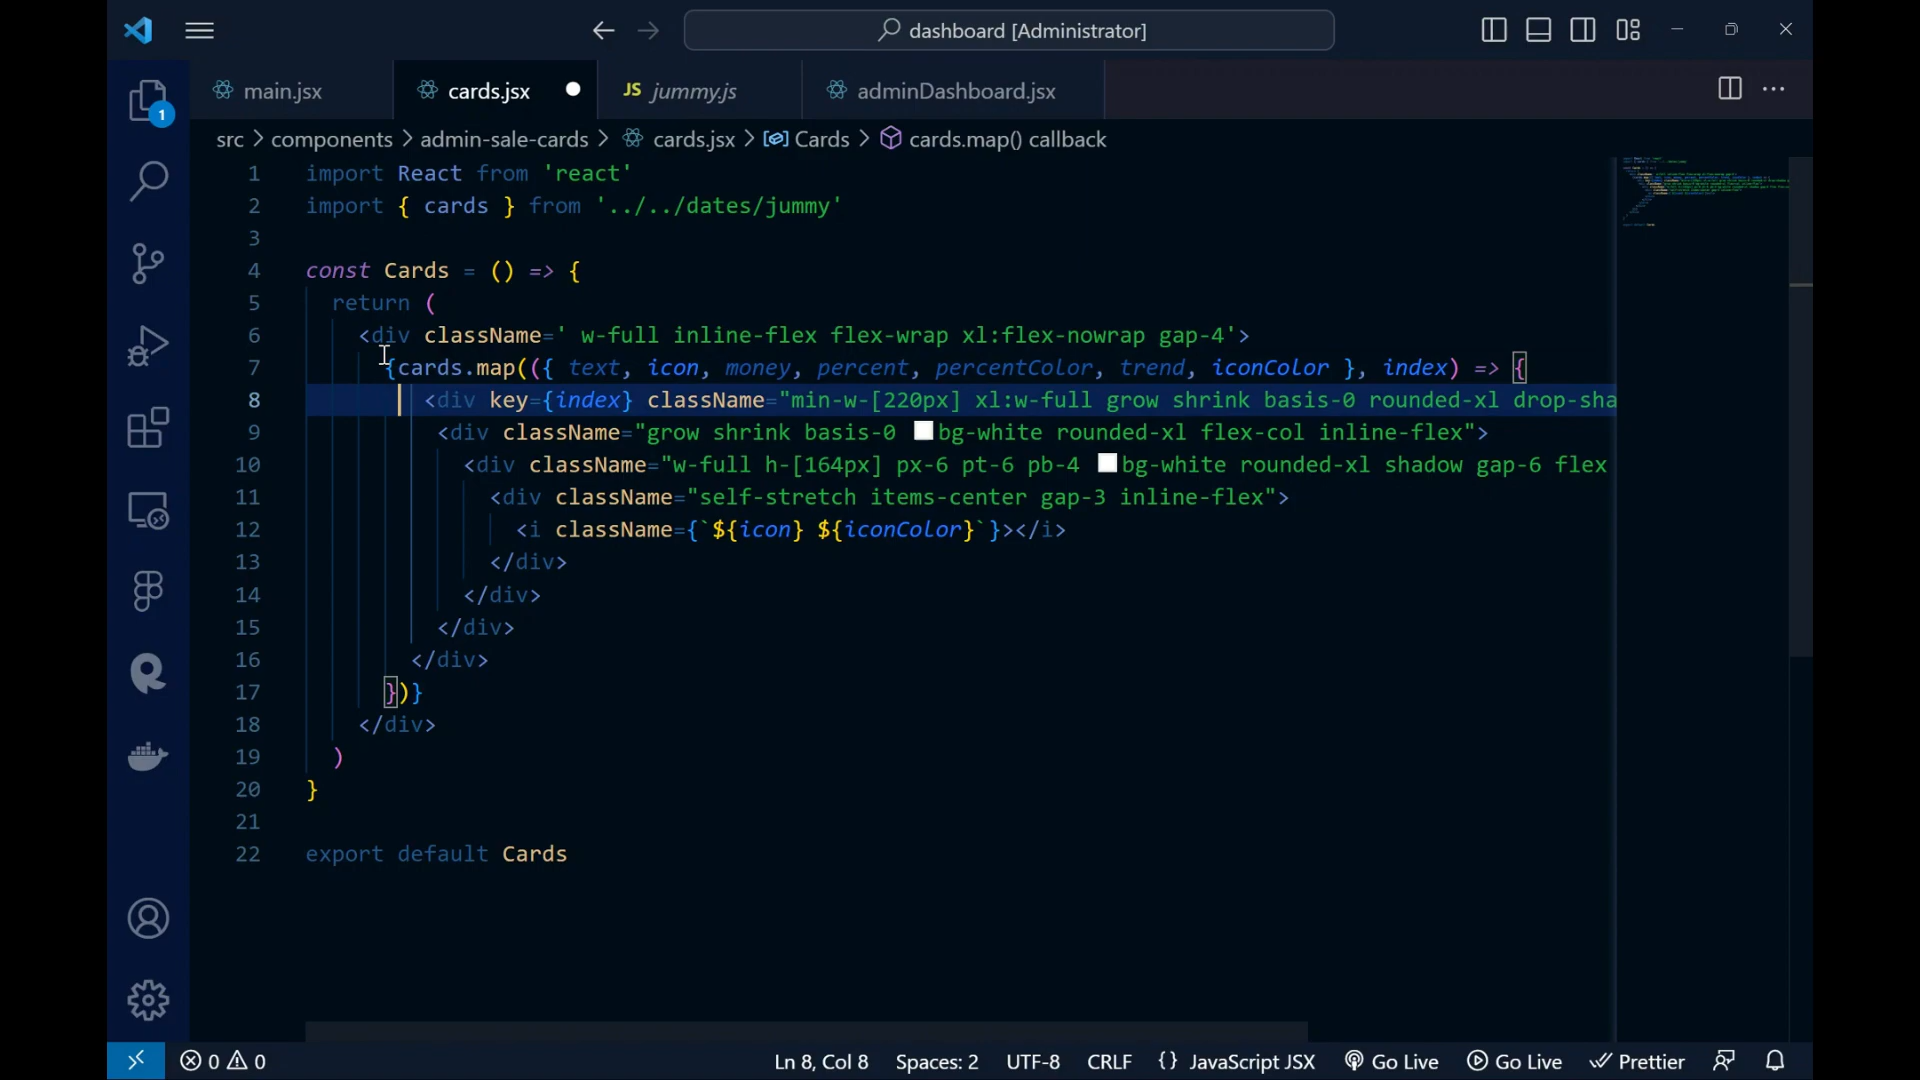 dashboard [Administrator]
main.jsx
cards.jsx
JS jummy.js
adminDashboard.jsx
1
src > components > admin-sale-cards > cards.jsx > Cards > cards.map() callback
1 import React from 'react'
2 import { cards } from '../../dates/jummy'
3
4 const Cards = () => {
5 return (
6 <div className=' w-full inline-flex flex-wrap xl:flex-nowrap gap-4'>
7 {cards.map(({ text, icon, money, percent, percentColor, trend, iconColor }, index) => {
8 <div key={index} className="min-w-[220px] xl:w-full grow shrink basis-0 rounded-xl drop-sha
9 <div className="grow shrink basis-0 bg-white rounded-xl flex-col inline-flex">
10 <div className="w-full h-[164px] px-6 pt-6 pb-4 bg-white rounded-xl shadow gap-6 flex
11 <div className="self-stretch items-center gap-3 inline-flex">
12 <i className={`${icon} ${iconColor}`}></i>
13 </div>
14 </div>
15 </div>
16 </div>
17 })}
18 </div>
19 )
20 }
21
22 export default Cards
0 0 Ln 8, Col 8 Spaces: 2 UTF-8 CRLF {} JavaScript JSX Go Live Go Live Prettier